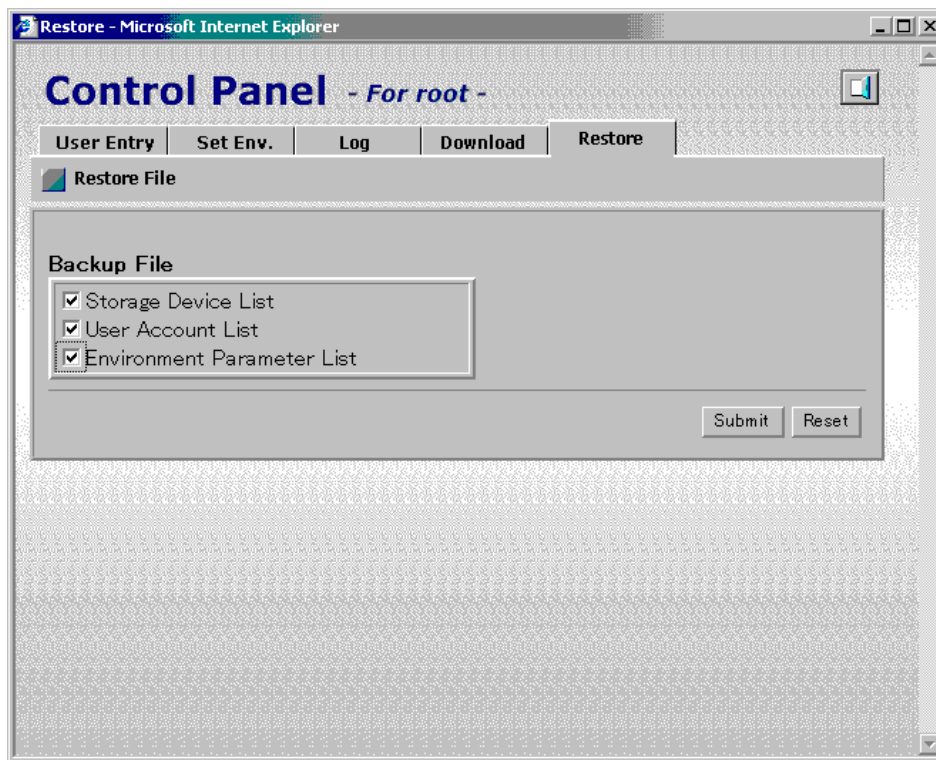 Restore - Microsoft Internet Explorer
Control Panel - For root -
User Entry Set Env. Log Download Restore
Restore File
Backup File
Storage Device List
User Account List
Environment Parameter List
Submit Reset